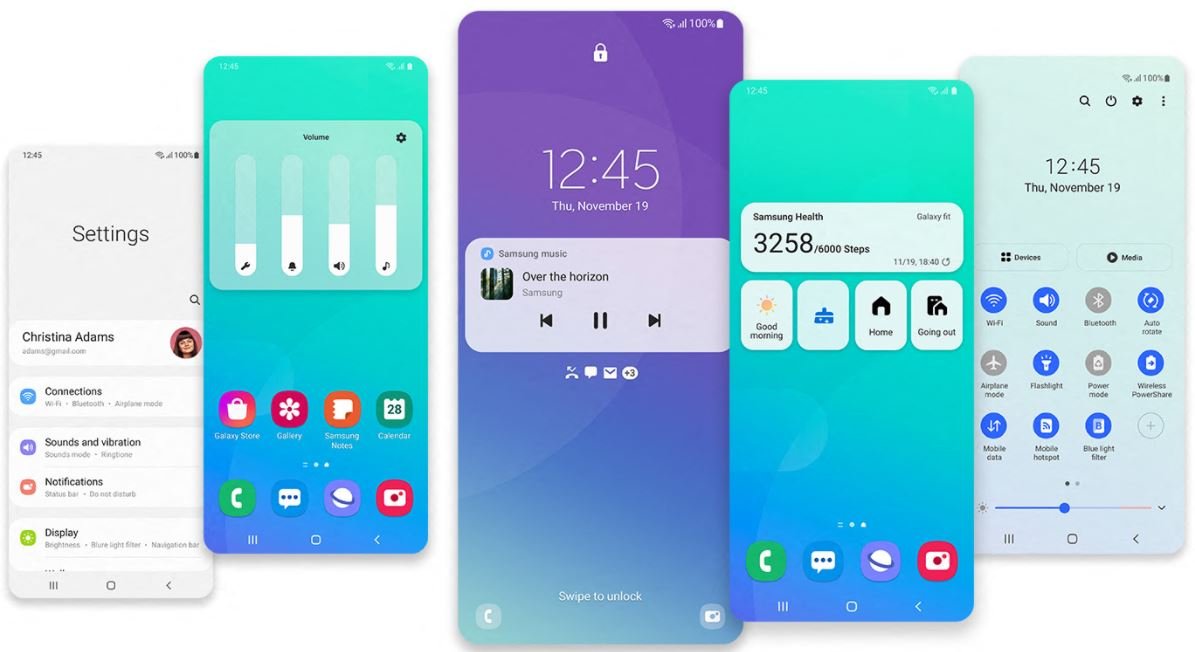 12:45
100%
Settings
Christina Adams
adams@gmail.com
Connections
Wi-Fi • Bluetooth • Airplane mode
Sounds and vibration
Sounds mode • Ringtone
Notifications
Status bar • Do not disturb
Display
Brightness • Blure light filter • Navigation bar
12:45
Volume
Galaxy Store
Gallery
Samsung
Notes
28
Calendar
100%
12:45
Thu, November 19
Samsung music
Over the horizon
Samsung
+3
Swipe to unlock
12:45
Samsung Health
Galaxy fit
3258/6000 Steps
11/19, 18:40
Good
morning
Home
Going out
100%
12:45
Thu, November 19
Devices
Media
Wi-Fi
Sound
Bluetooth
Auto
rotate
Airplane
mode
Flashlight
Power
mode
Wireless
PowerShare
Mobile
data
Mobile
hotspot
B
Blue light
filter